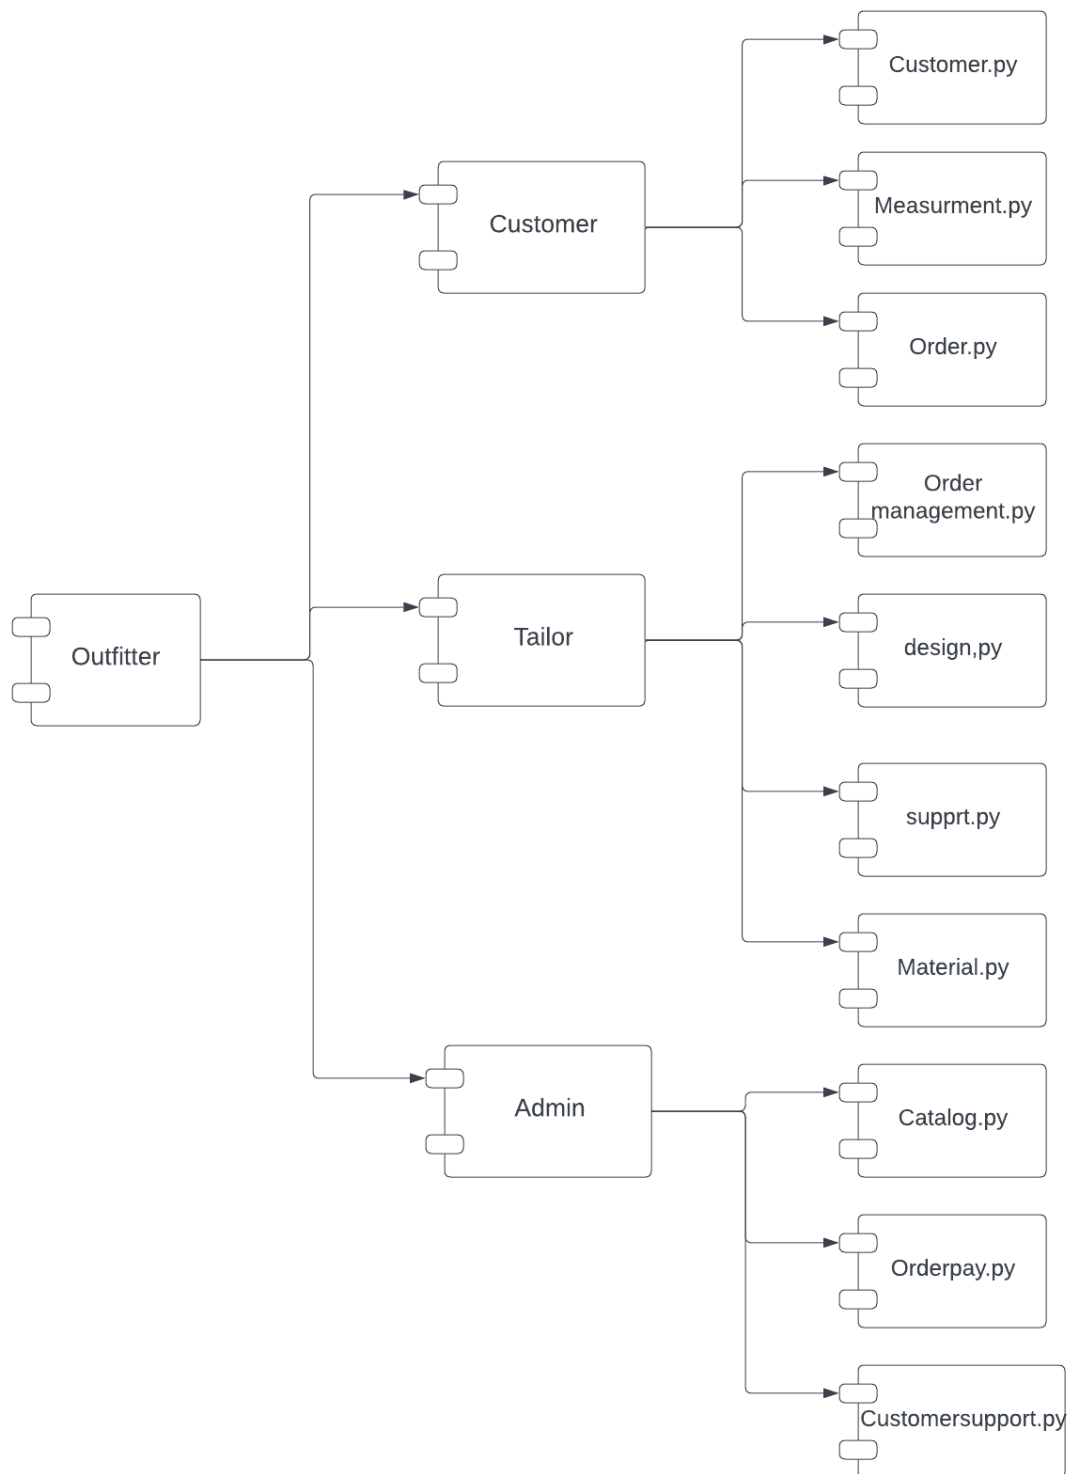 Customer.py
Measurment.py
Customer
Order.py
Order
management.py
Tailor
design,py
Outfitter
supprt.py
Material.py
Admin
Catalog.py
Orderpay.py
Customersupport.py